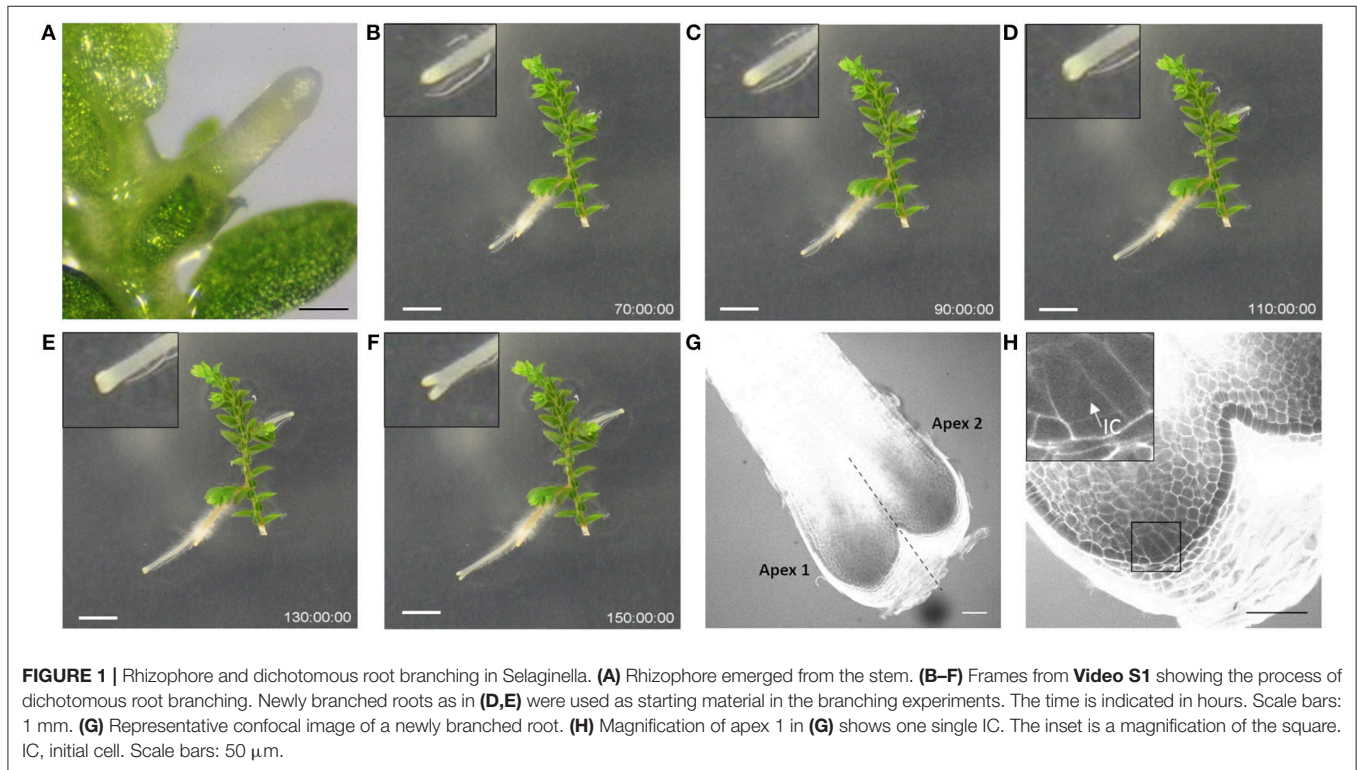 A
B
C
D
70:00:00
90:00:00
110:00:00
E
F
G
H
130:00:00
150:00:00
Apex 1
Apex 2
IC
FIGURE 1 | Rhizophore and dichotomous root branching in Selaginella. (A) Rhizophore emerged from the stem. (B–F) Frames from Video S1 showing the process of
dichotomous root branching. Newly branched roots as in (D,E) were used as starting material in the branching experiments. The time is indicated in hours. Scale bars:
1 mm. (G) Representative confocal image of a newly branched root. (H) Magnification of apex 1 in (G) shows one single IC. The inset is a magnification of the square.
IC, initial cell. Scale bars: 50 μm.